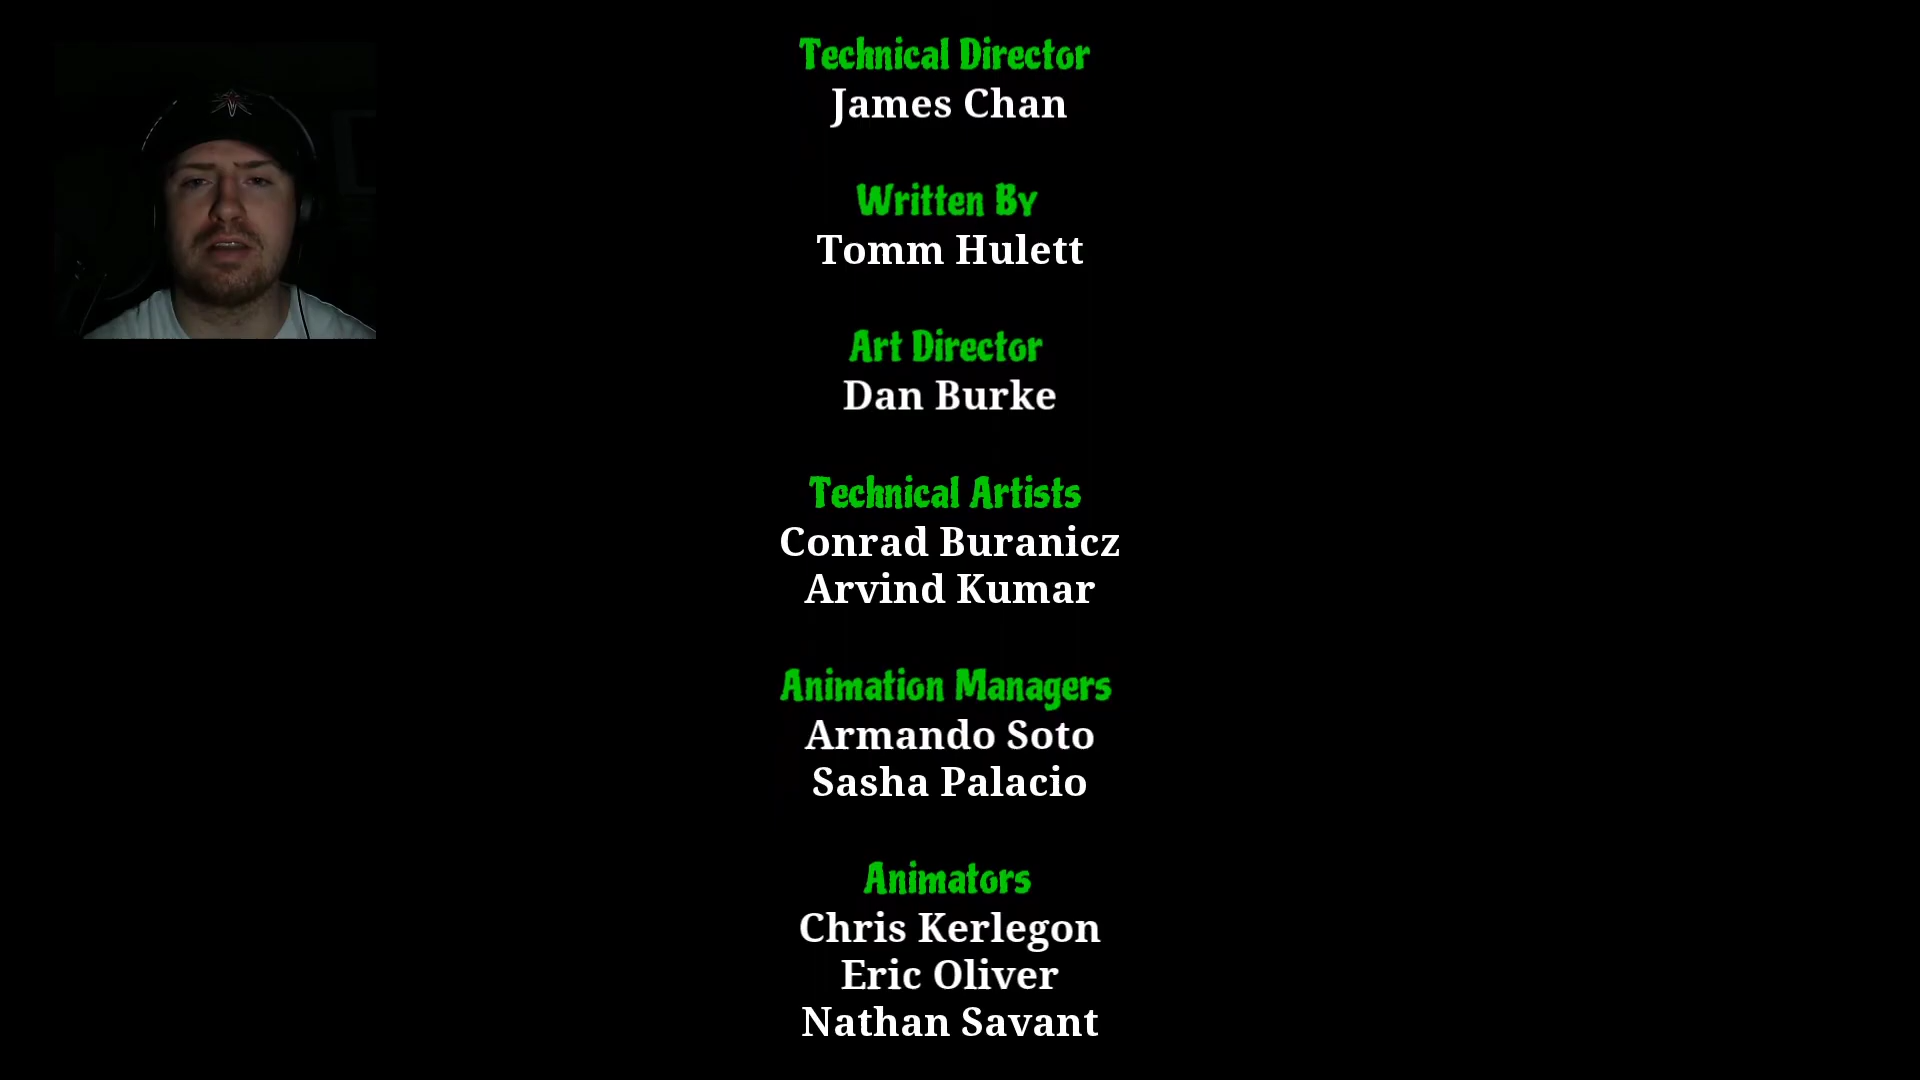 Technical Director
James Chan
Written By
Tomm Hulett
Art Director
Dan Burke
Technical Artists
Conrad Buranicz
Arvind Kumar
Animation Managers
Armando Soto
Sasha Palacio
Animators
Chris Kerlegon
Eric Oliver
Nathan Savant